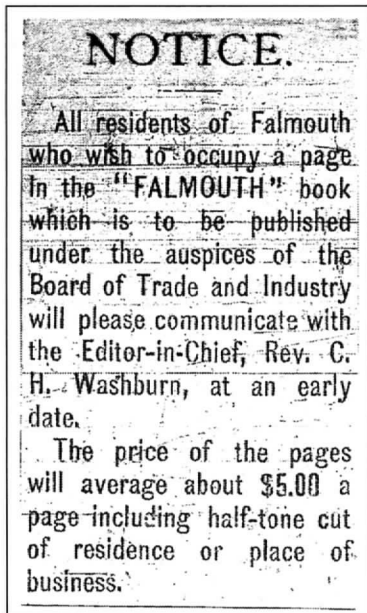 NOTICE.
All residents of Falmouth
who wish to occupy a page
in the "FALMOUTH" book
which is to be published
under the auspices of the
Board of Trade and Industry
will please communicate with
the Editor-in-Chief, Rev. C.
H. Washburn, at an early
date.
The price of the pages
will average about $5.00 a
page including half-tone cut
of residence or place of
business.